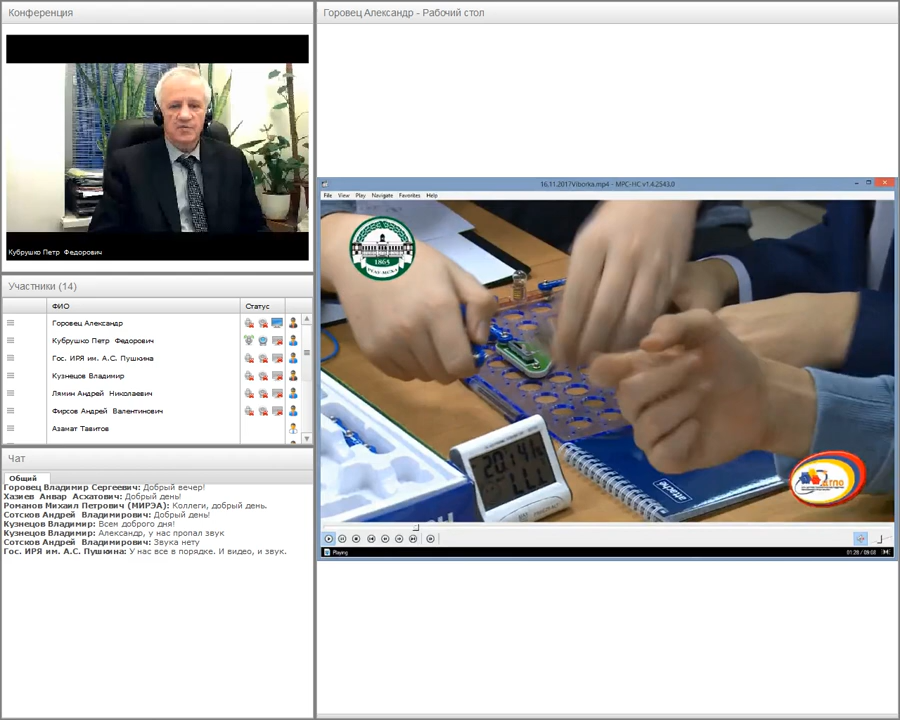 Конференция
Кубрушко Петр Федорович
Участники (14)
ФИО
Статус
Горовец Александр
Кубрушко Петр Федорович
Гос. ИРЯ им. А.С. Пушкина
Кузнецов Владимир
Лямин Андрей Николаевич
Фирсов Андрей Валентинович
Азамат Тавитов
Чат
Общий
Горовец Владимир Сергеевич: Добрый вечер!
Хазиев Анвар Асхатович: Добрый день!
Романов Михаил Петрович (МИРЭА): Коллеги, добрый день.
Сотсков Андрей Владимирович: Добрый день!
Кузнецов Владимир: Всем доброго дня!
Кузнецов Владимир: Александр, у нас пропал звук
Сотсков Андрей Владимирович: Звука нету
Гос. ИРЯ им. А.С. Пушкина: У нас все в порядке. И видео, и звук.
Горовец Александр - Рабочий стол
16.11.2017Viborka.mp4 - MPC-HC v1.4.2543.0
File View Play Navigate Favorites Help
1865
20:14
Playing
01:28 / 09:08